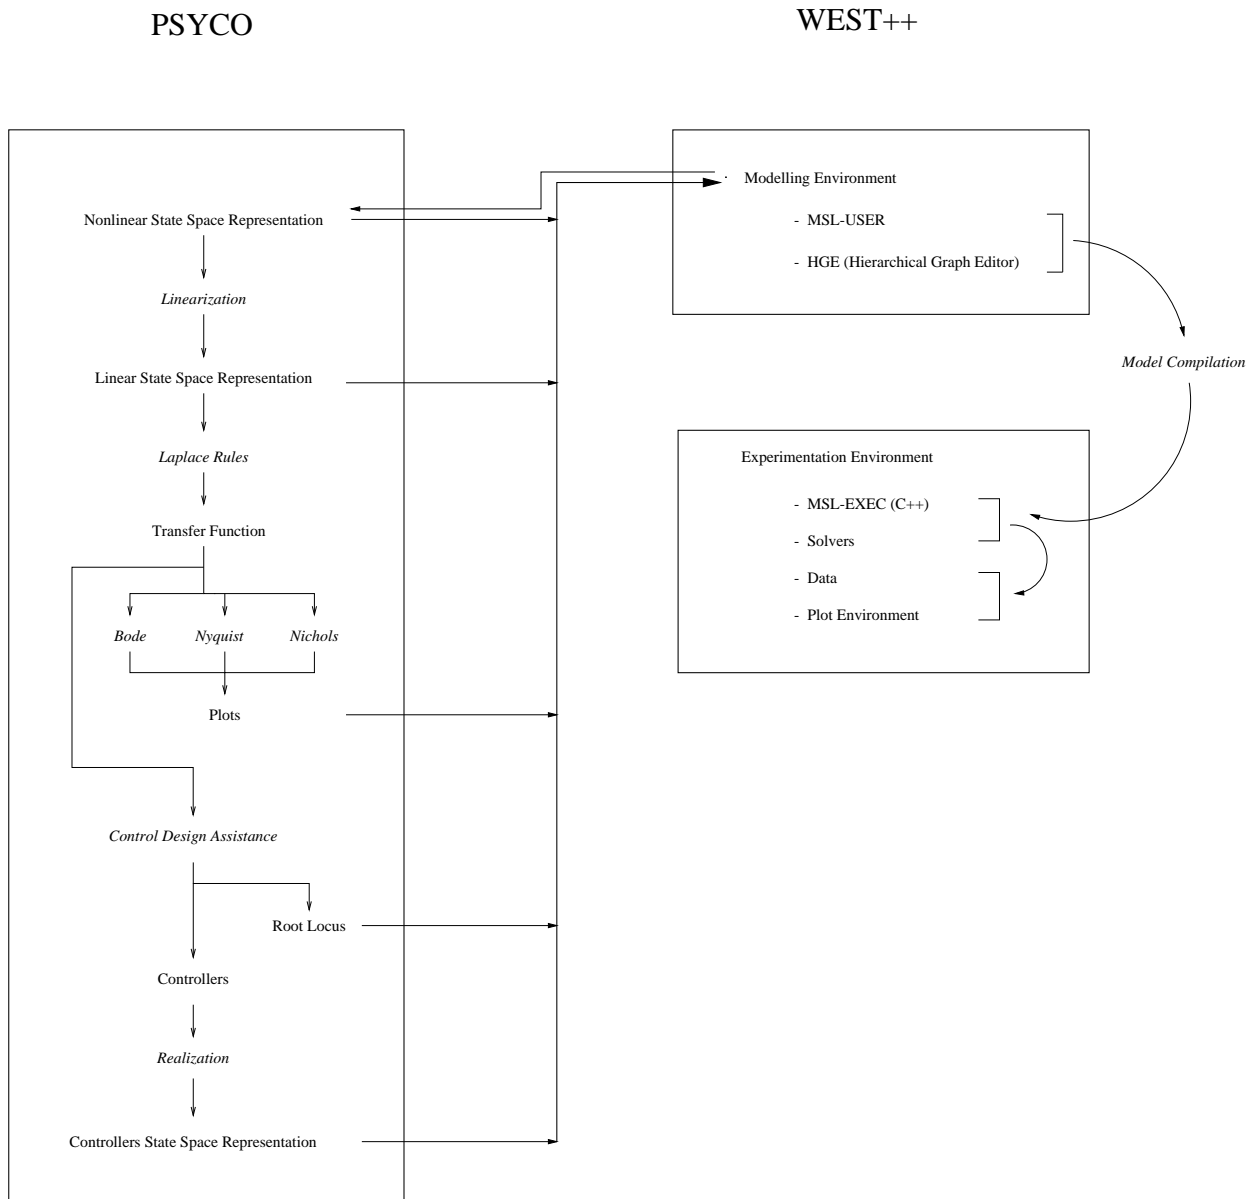 PSYCO
WEST++
Nonlinear State Space Representation
Linearization
Linear State Space Representation
Laplace Rules
Transfer Function
Bode
Nyquist
Nichols
Plots
Control Design Assistance
Root Locus
Controllers
Realization
Controllers State Space Representation
Modelling Environment
- MSL-USER
- HGE (Hierarchical Graph Editor)
Model Compilation
Experimentation Environment
- MSL-EXEC (C++)
- Solvers
- Data
- Plot Environment